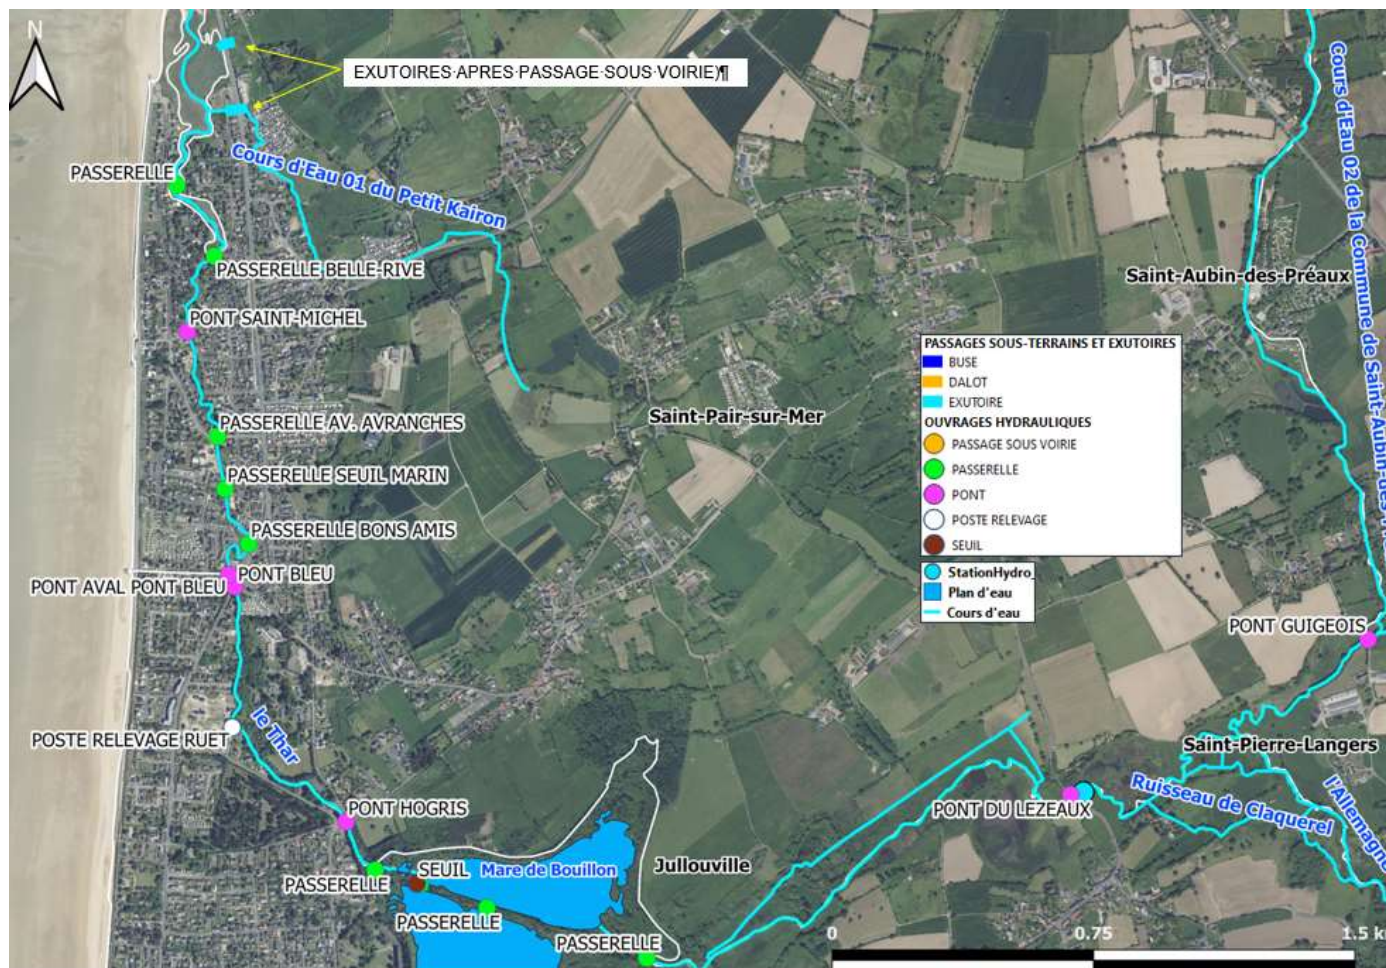 N
EXUTOIRES·APRES·PASSAGE·SOUS·VOIRIE)¶
PASSERELLE
Cours d'Eau 01 du Petit Kairon
Cours d'Eau 02 de la Commune de Saint-Aubin-des-
PASSERELLE BELLE-RIVE
Saint-Aubin-des-Préaux
PONT SAINT-MICHEL
PASSAGES SOUS-TERRAINS ET EXUTOIRES
BUSE
DALOT
EXUTOIRE
OUVRAGES HYDRAULIQUES
PASSAGE SOUS VOIRIE
PASSERELLE
PONT
POSTE RELEVAGE
SEUIL
StationHydro_
Plan d'eau
Cours d'eau
Saint-Pair-sur-Mer
PASSERELLE AV. AVRANCHES
PASSERELLE SEUIL MARIN
PASSERELLE BONS AMIS
PONT BLEU
PONT AVAL PONT BLEU
PONT GUIGEOIS
le Thar
POSTE RELEVAGE RUET
Saint-Pierre-Langers
PONT HOGRIS
PONT DU LEZEAUX
Ruisseau de Claquerel
l'Allemagne
SEUIL
Mare de Bouillon
Jullouville
PASSERELLE
PASSERELLE
PASSERELLE
0
0.75
1.5 k